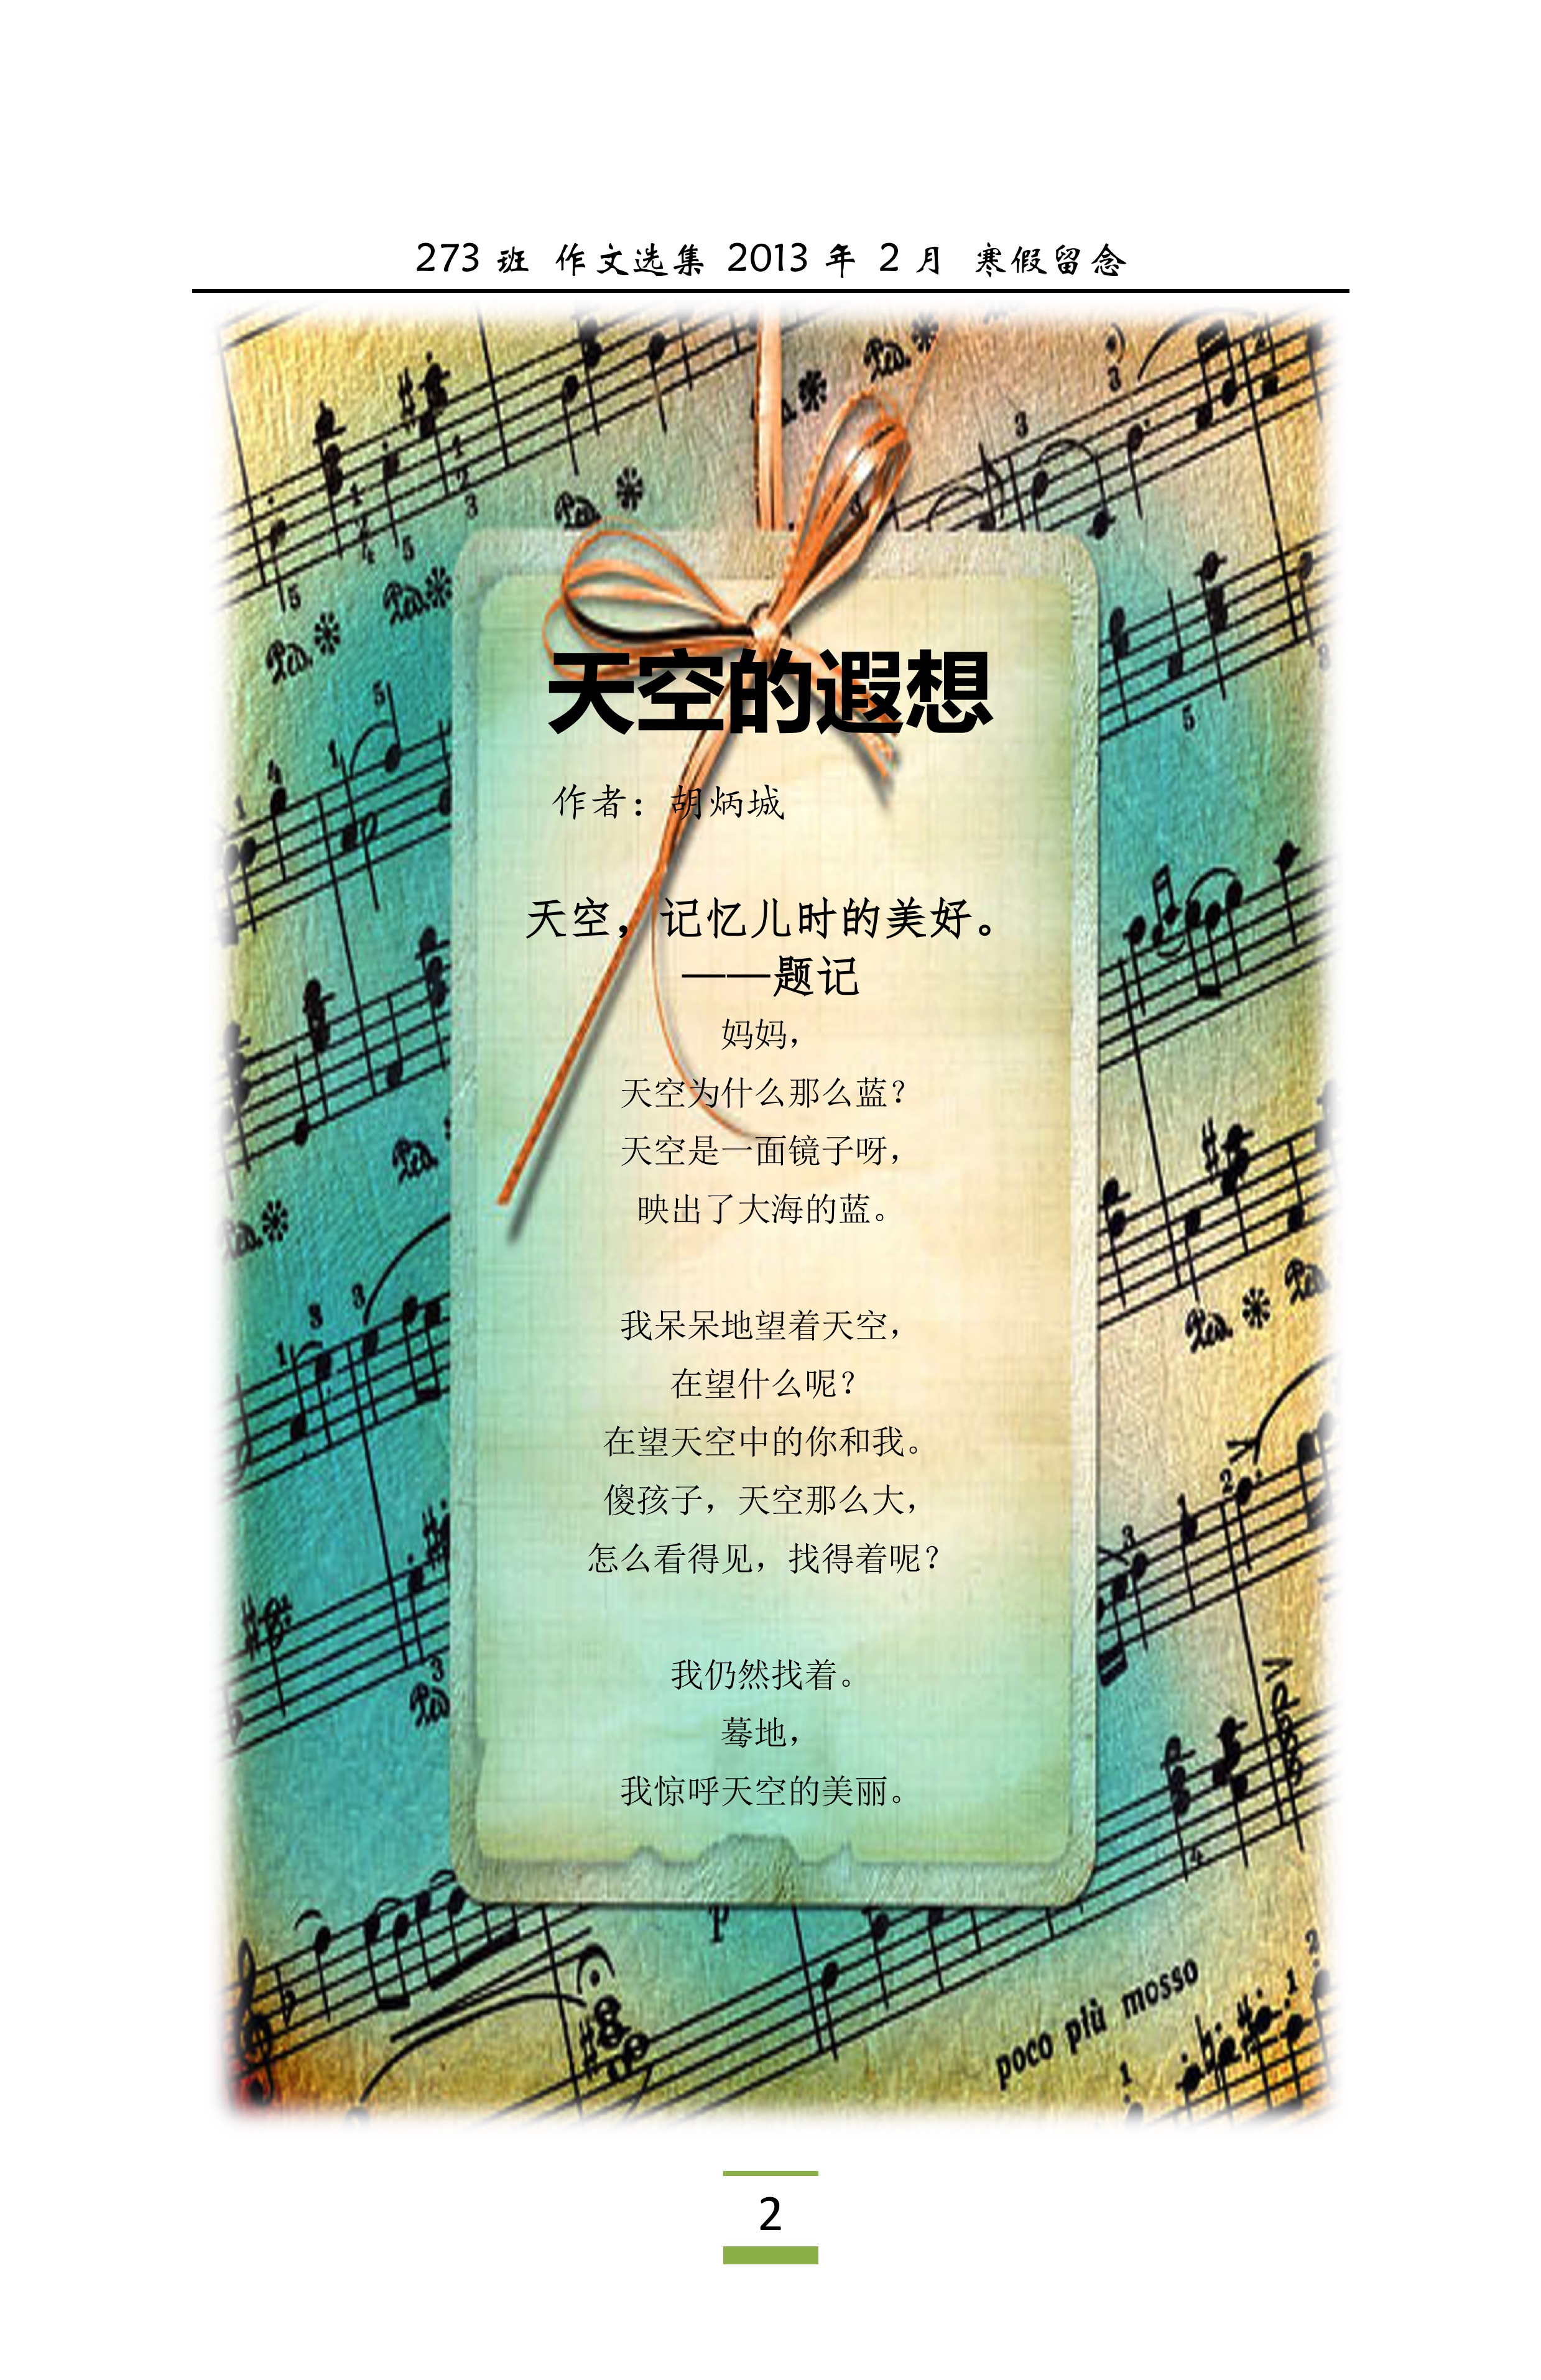 273 班 作文选集 2013 年 2 月 寒假留念
天空的遐想
作者：胡炳城
天空，记忆儿时的美好。
——题记
妈妈，
天空为什么那么蓝？
天空是一面镜子呀，
映出了大海的蓝。
我呆呆地望着天空，
在望什么呢？
在望天空中的你和我。
傻孩子，天空那么大，
怎么看得见，找得着呢？
我仍然找着。
蓦地，
我惊呼天空的美丽。
poco più mosso
2